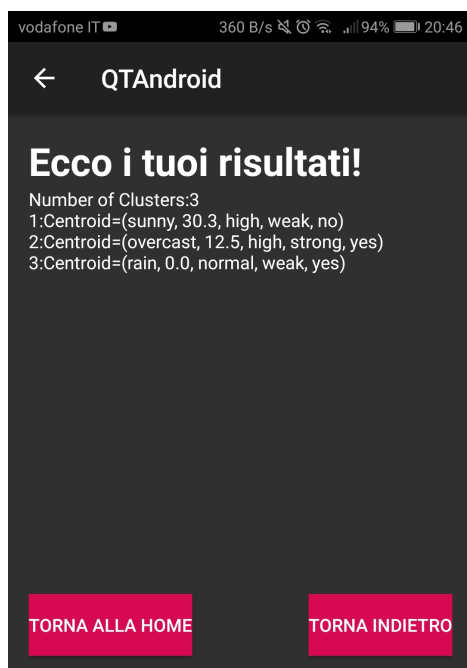 vodafone IT 360 B/s 94% 20:46
QTAndroid
Ecco i tuoi risultati!
Number of Clusters:3
1:Centroid=(sunny, 30.3, high, weak, no)
2:Centroid=(overcast, 12.5, high, strong, yes)
3:Centroid=(rain, 0.0, normal, weak, yes)
TORNA ALLA HOME
TORNA INDIETRO